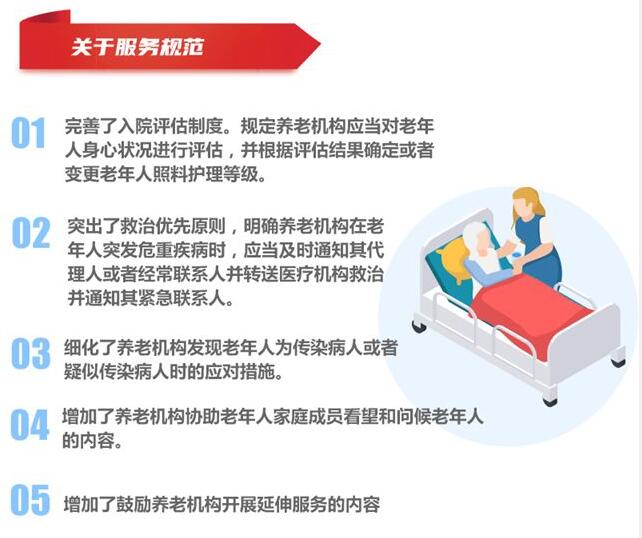 关于服务规范
01
完善了入院评估制度。规定养老机构应当对老年
人身心状况进行评估，并根据评估结果确定或者
变更老年人照料护理等级。
02
突出了救治优先原则，明确养老机构在老
年人突发危重疾病时，应当及时通知其代
理人或者经常联系人并转送医疗机构救治
并通知其紧急联系人。
03
细化了养老机构发现老年人为传染病人或者
疑似传染病人时的应对措施。
04
增加了养老机构协助老年人家庭成员看望和问候老年人
的内容。
05
增加了鼓励养老机构开展延伸服务的内容